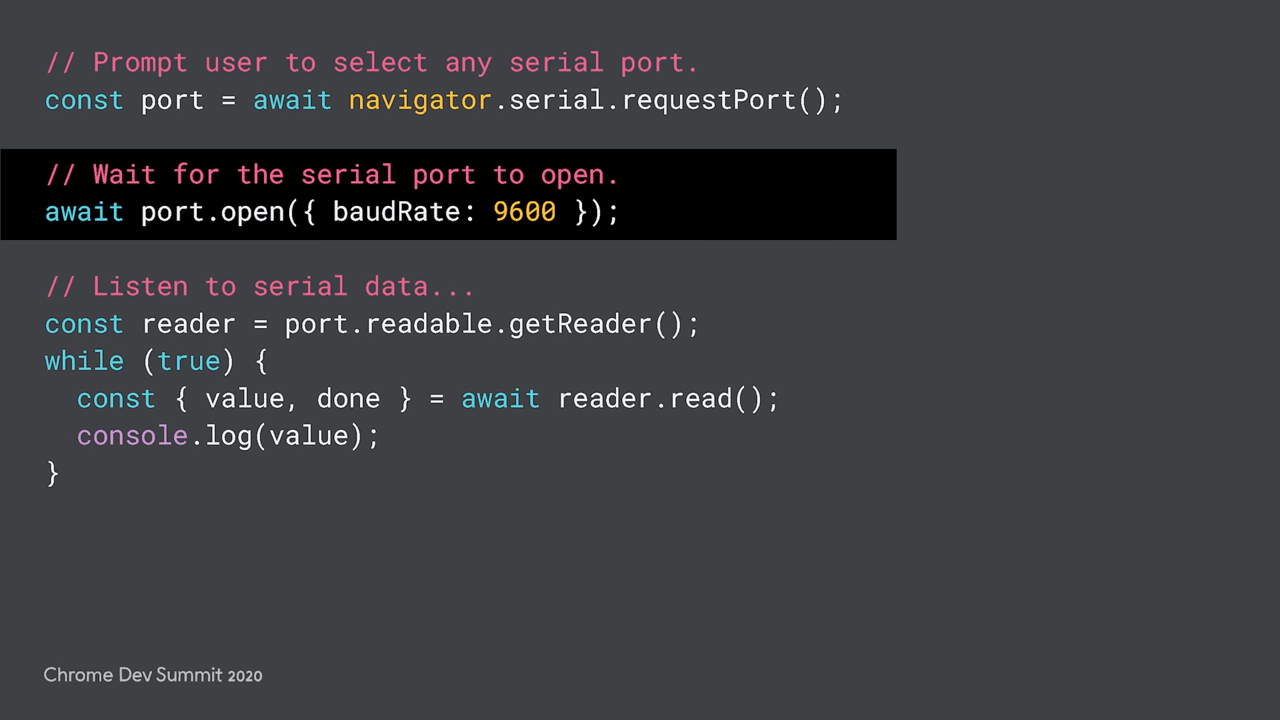 // Prompt user to select any serial port.
const port = await navigator.serial.requestPort();
// Wait for the serial port to open.
await port.open({ baudRate: 9600 });
// Listen to serial data...
const reader = port.readable.getReader();
while (true) {
  const { value, done } = await reader.read();
  console.log(value);
}
Chrome Dev Summit 2020